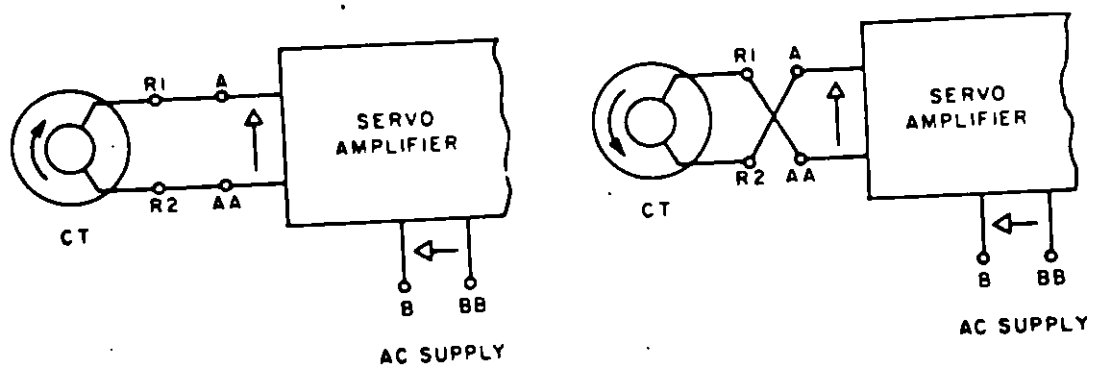 R1 A
SERVO
AMPLIFIER
R2 AA
CT
B BB
AC SUPPLY
R1 A
SERVO
AMPLIFIER
R2 AA
CT
B BB
AC SUPPLY